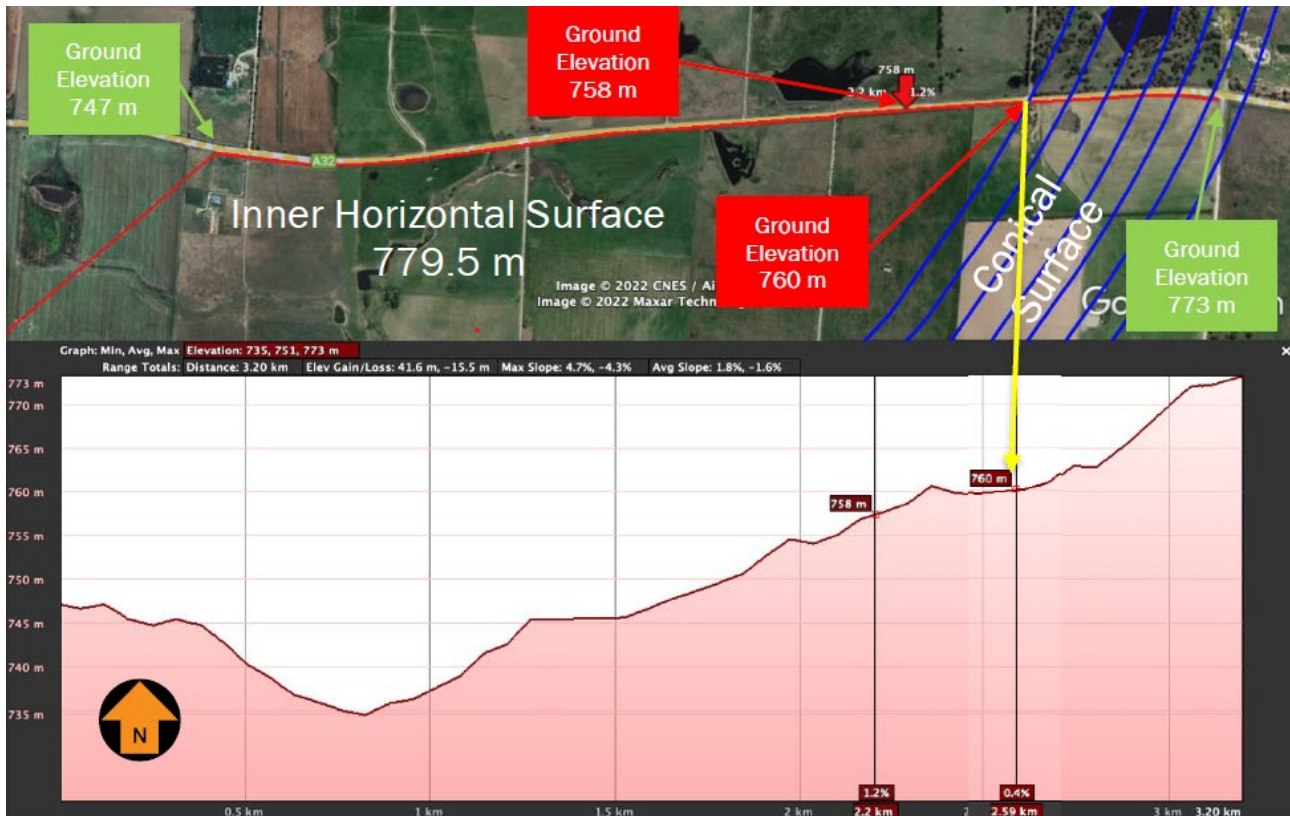 Ground
Elevation
747 m
Ground
Elevation
758 m
758 m
2.2 km
1.2%
A32
Inner Horizontal Surface
779.5 m
Ground
Elevation
760 m
Conical
Surface
Ground
Elevation
773 m
Image © 2022 CNES / Ai
Image © 2022 Maxar Techn
Go
Graph: Min, Avg, Max Elevation: 735, 751, 773 m
Range Totals: Distance: 3.20 km Elev Gain/Loss: 41.6 m, -15.5 m Max Slope: 4.7%, -4.3% Avg Slope: 1.8%, -1.6%
773 m
770 m
765 m
760 m
755 m
750 m
745 m
740 m
735 m
758 m
760 m
N
1.2%
0.4%
0.5 km
1 km
1.5 km
2 km
2.2 km
2
2.59 km
3 km
3.20 km